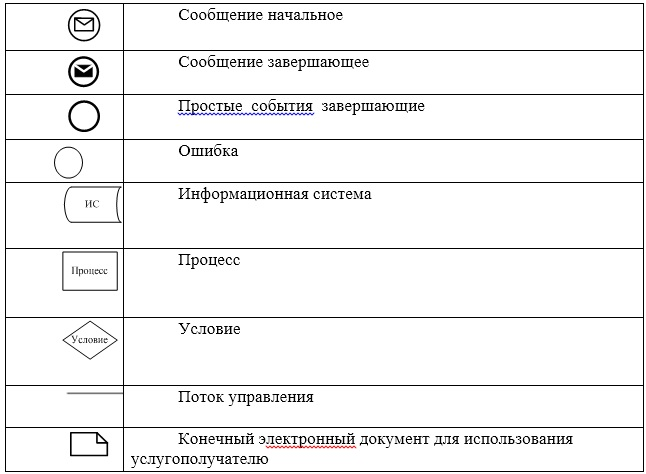 Сообщение начальное
Сообщение завершающее
Простые события завершающие
Ошибка
ИС
Информационная система
Процесс
Процесс
Условие
Условие
Поток управления
Конечный электронный документ для использования
услугополучателю